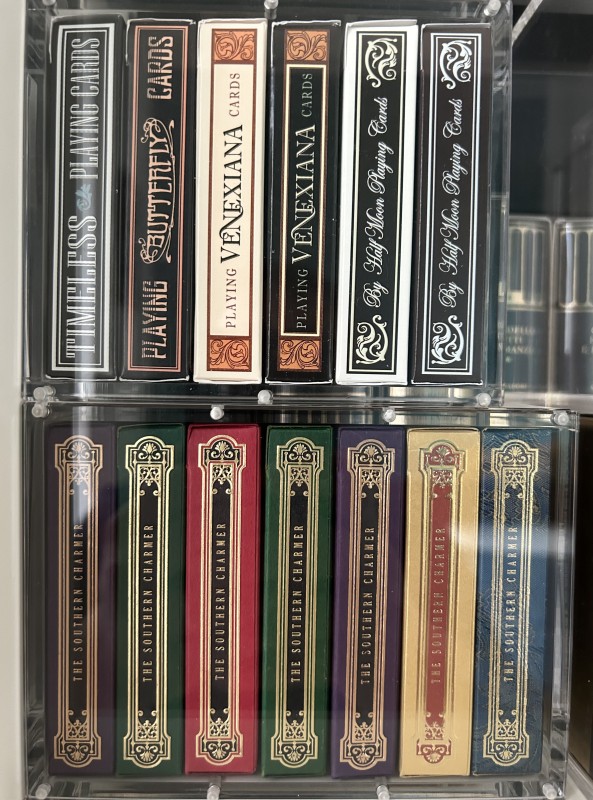 TIMELESS PLAYING CARDS
PLAYING BUTTERFLY CARDS
PLAYING VENEXIANA CARDS
PLAYING VENEXIANA CARDS
By Half Moon Playing Cards
By Half Moon Playing Cards
THE SOUTHERN CHARMER
THE SOUTHERN CHARMER
THE SOUTHERN CHARMER
THE SOUTHERN CHARMER
THE SOUTHERN CHARMER
THE SOUTHERN CHARMER
THE SOUTHERN CHARMER